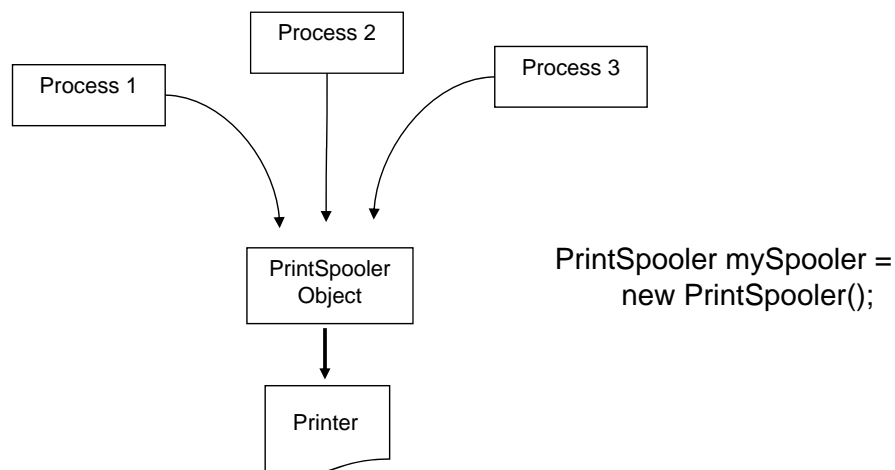 Process 2
Process 1
Process 3
PrintSpooler
Object
PrintSpooler mySpooler =
new PrintSpooler();
Printer